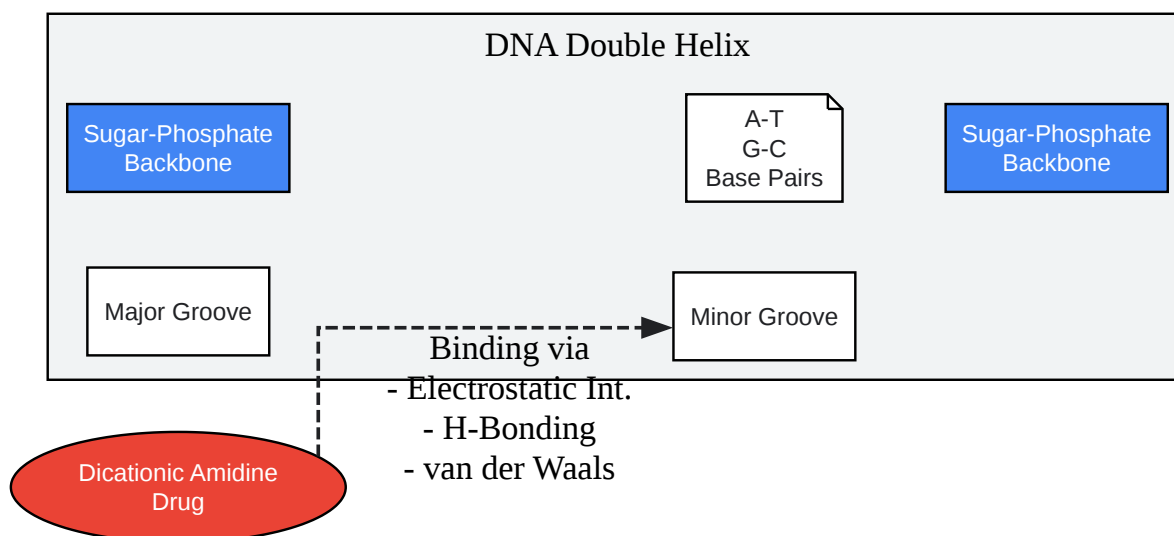 DNA Double Helix
Sugar-Phosphate
Backbone
A-T
G-C
Base Pairs
Sugar-Phosphate
Backbone
Major Groove
Minor Groove
Binding via
- Electrostatic Int.
- H-Bonding
- van der Waals
Dicationic Amidine
Drug